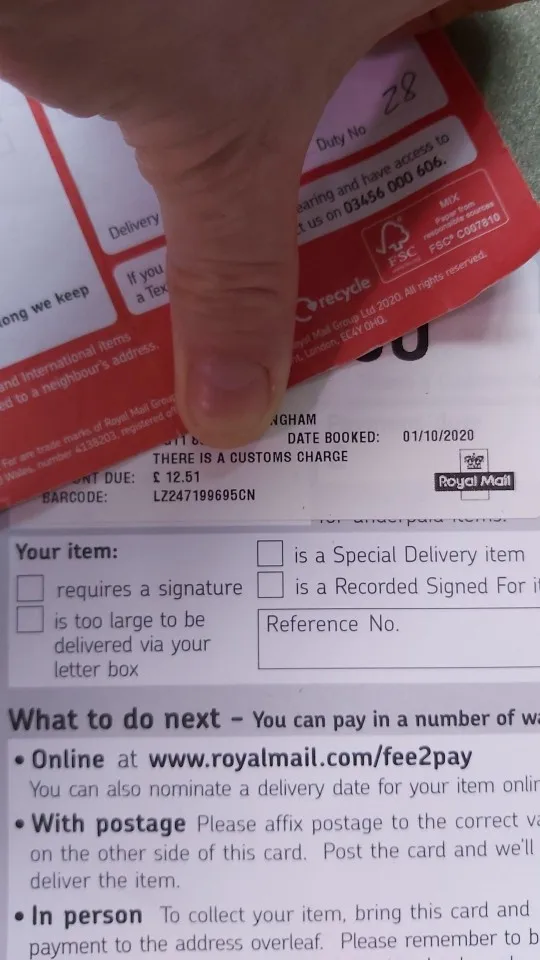 28
Duty No
Delivery
earing and have access to
us on 03456 000 606.
If you
a Tex
MIX
Paper from
responsible sources
FSC® C007810
FSC
recycle
ong we keep
yal Mail Group Ltd 2020. All rights reserved.
London, EC4Y 0HQ.
and International items
ed to a neighbour's address.
For are trade marks of Royal Mail Group
Wales, number 4138203, registered of
NGHAM
DATE BOOKED: 01/10/2020
THERE IS A CUSTOMS CHARGE
NT DUE: £ 12.51
BARCODE: LZ247199695CN
Royal Mail
for underpaid items.
Your item:
requires a signature
is too large to be
delivered via your
letter box
is a Special Delivery item
is a Recorded Signed For it
Reference No.
What to do next – You can pay in a number of wa
• Online at www.royalmail.com/fee2pay
You can also nominate a delivery date for your item onlin
• With postage Please affix postage to the correct va
on the other side of this card. Post the card and we'll
deliver the item.
• In person To collect your item, bring this card and
payment to the address overleaf. Please remember to b